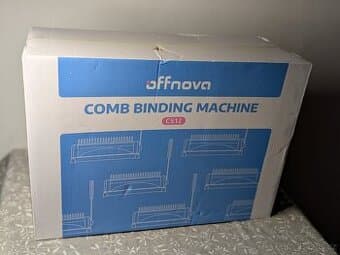 offnova
COMB BINDING MACHINE
CS12